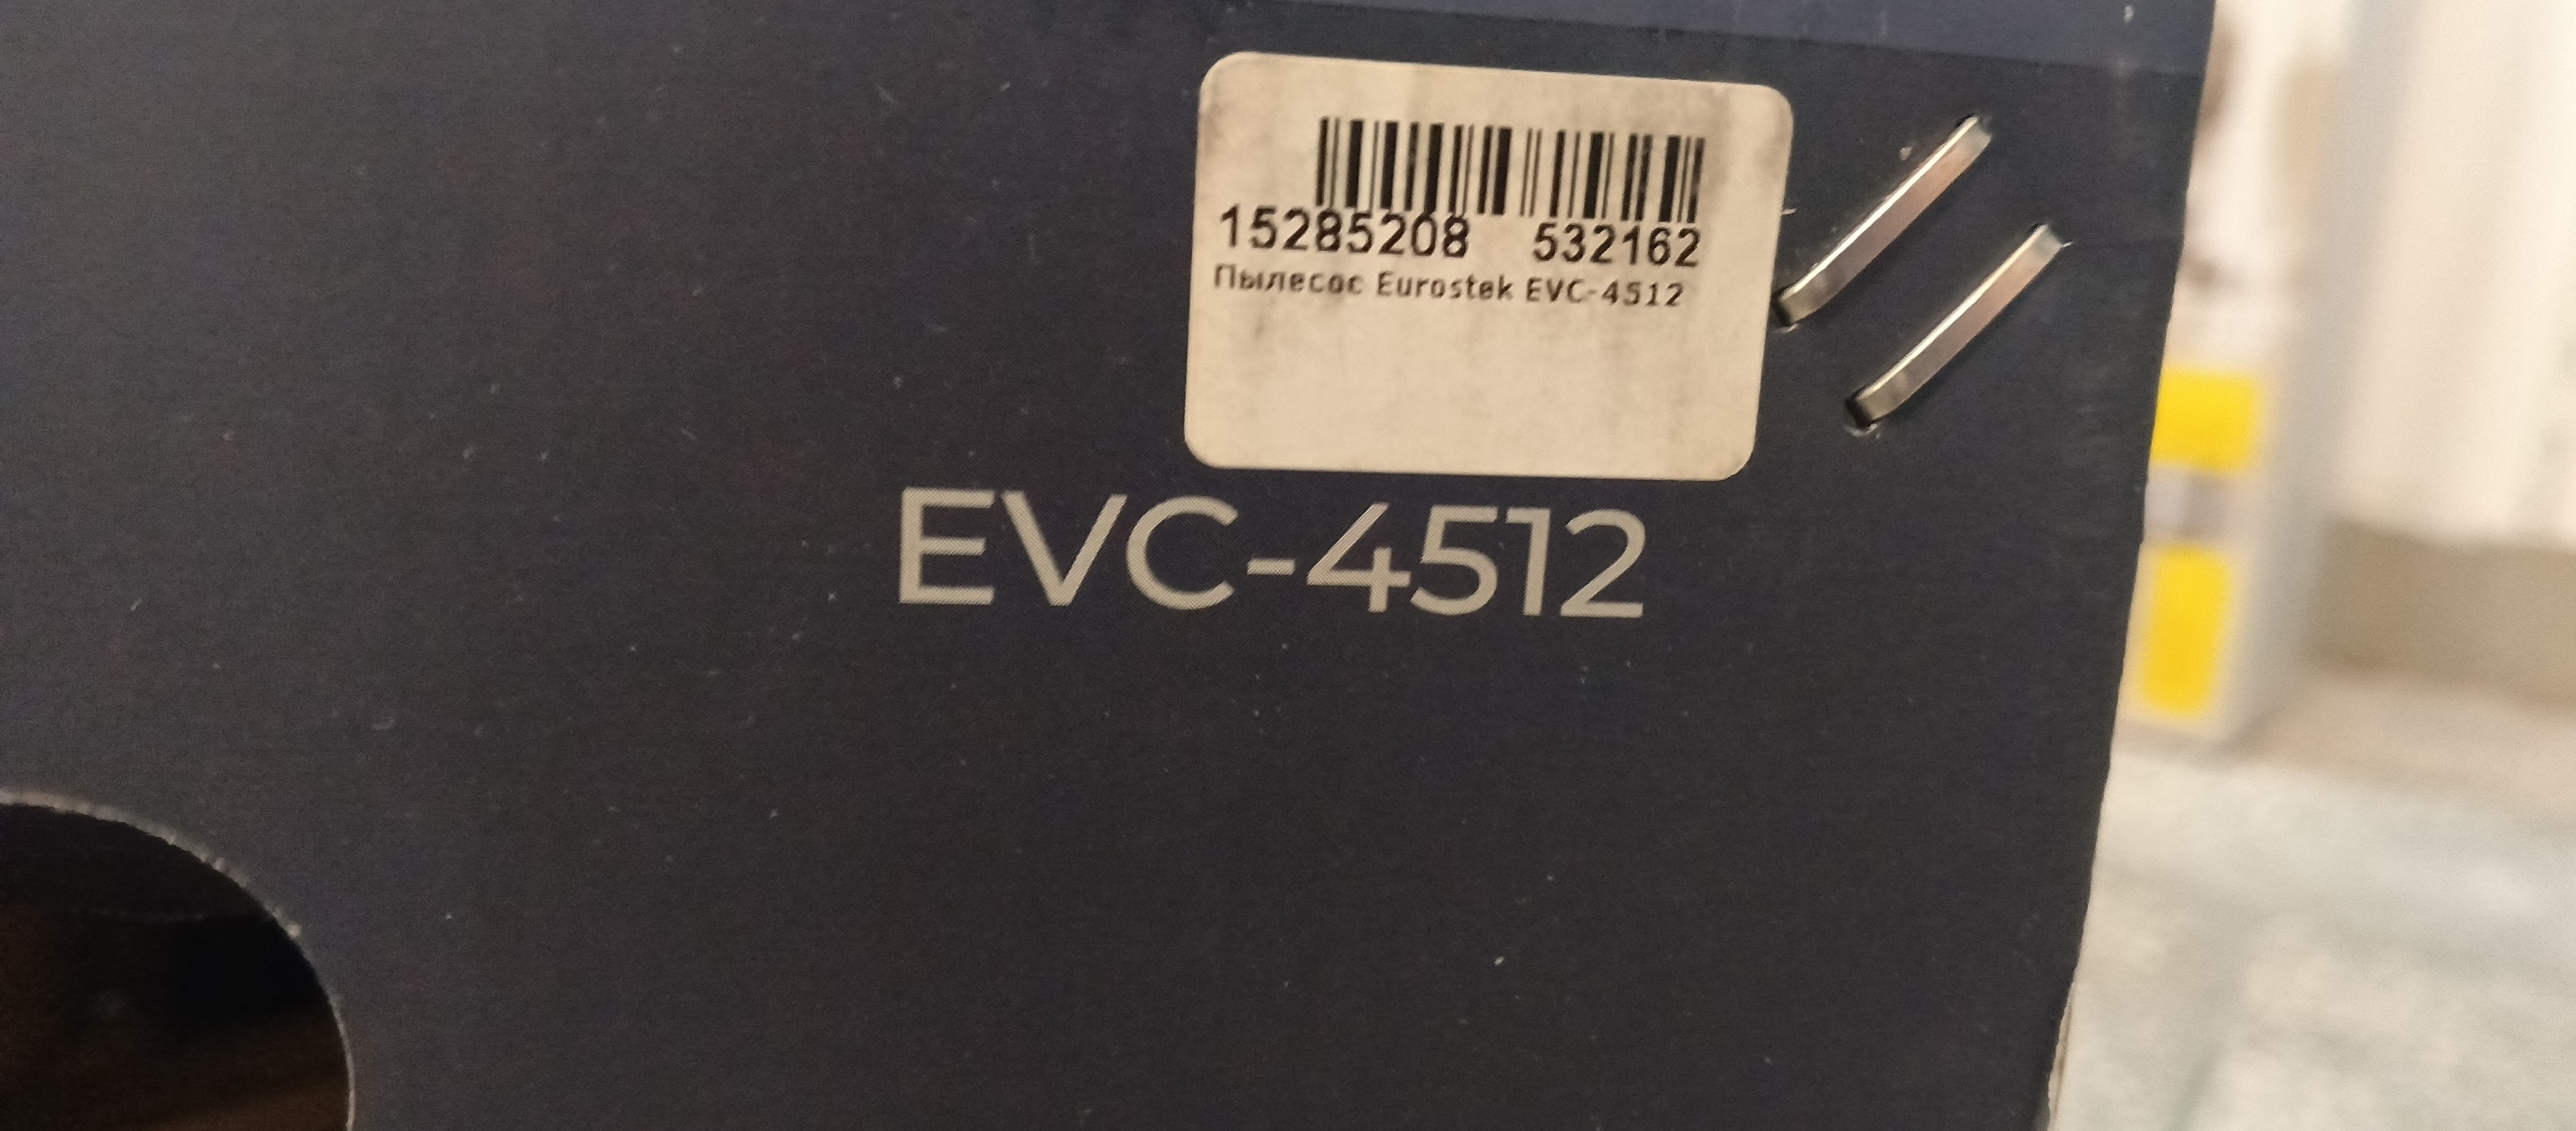 15285208 532162
Пылесос Eurostek EVC-4512
EVC-4512